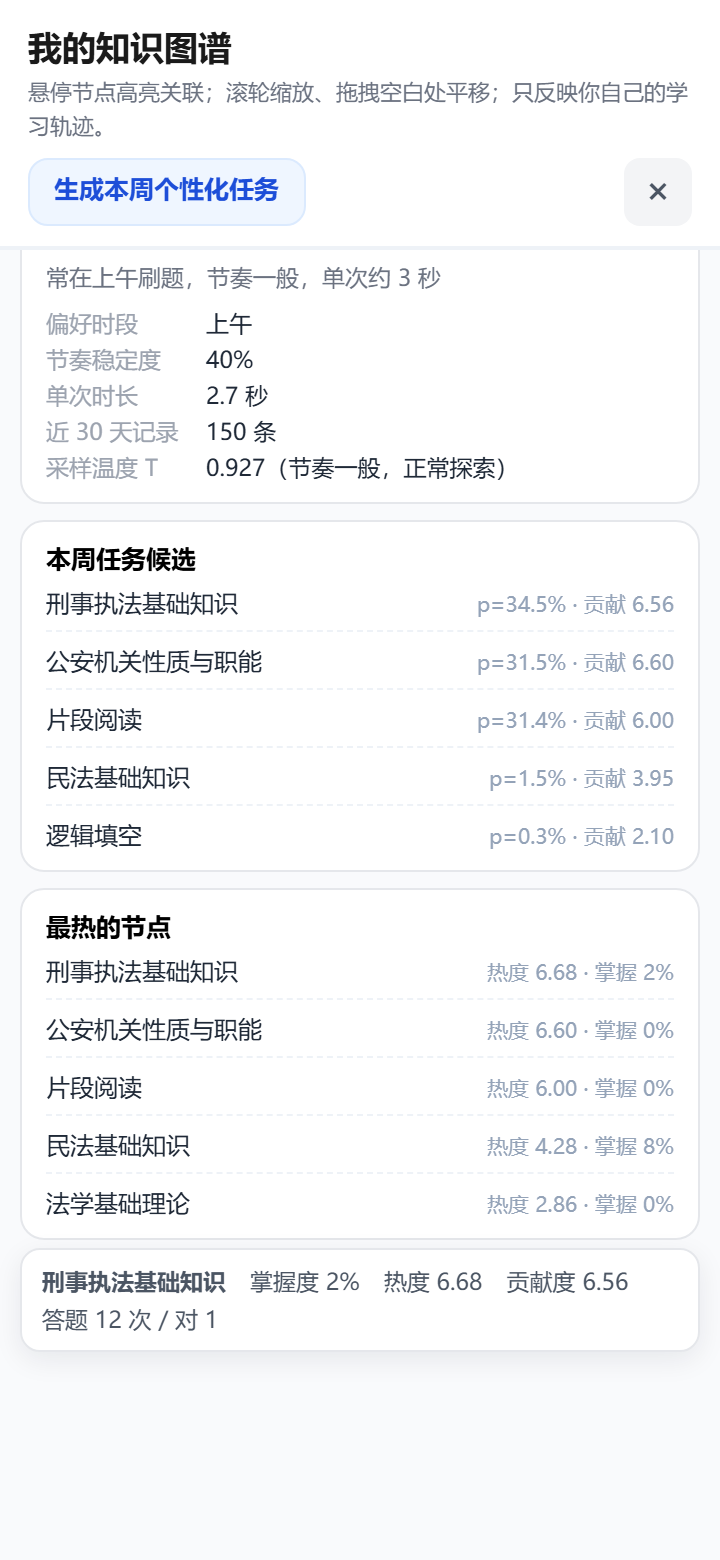 我的知识图谱
悬停节点高亮关联；滚轮缩放、拖拽空白处平移；只反映你自己的学
习轨迹。
生成本周个性化任务
×
常在上午刷题，节奏一般，单次约 3 秒
偏好时段 上午
节奏稳定度 40%
单次时长 2.7 秒
近 30 天记录 150 条
采样温度 T 0.927（节奏一般，正常探索）
本周任务候选
刑事执法基础知识 p=34.5% · 贡献 6.56
公安机关性质与职能 p=31.5% · 贡献 6.60
片段阅读 p=31.4% · 贡献 6.00
民法基础知识 p=1.5% · 贡献 3.95
逻辑填空 p=0.3% · 贡献 2.10
最热的节点
刑事执法基础知识 热度 6.68 · 掌握 2%
公安机关性质与职能 热度 6.60 · 掌握 0%
片段阅读 热度 6.00 · 掌握 0%
民法基础知识 热度 4.28 · 掌握 8%
法学基础理论 热度 2.86 · 掌握 0%
刑事执法基础知识 掌握度 2% 热度 6.68 贡献度 6.56
答题 12 次 / 对 1